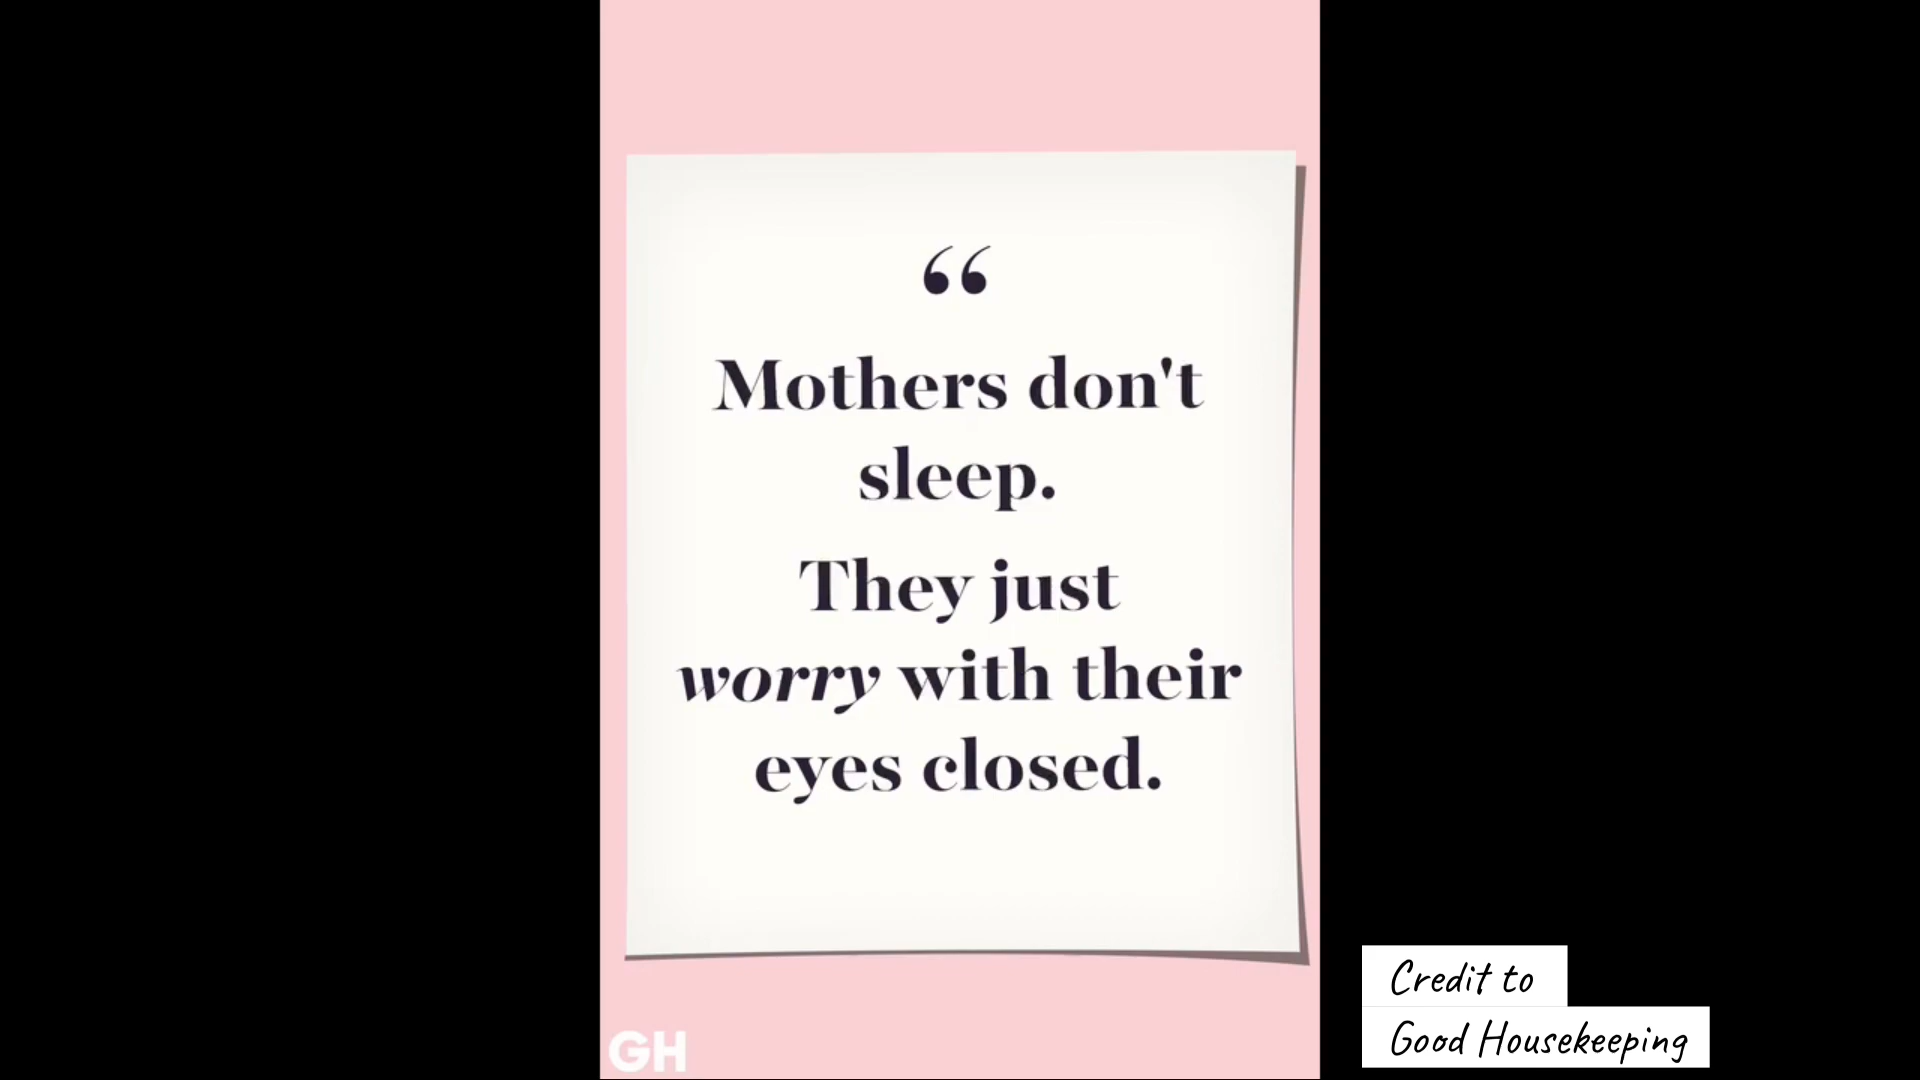 “
Mothers don't
sleep.
They just
worry with their
eyes closed.
GH
Credit to
Good Housekeeping